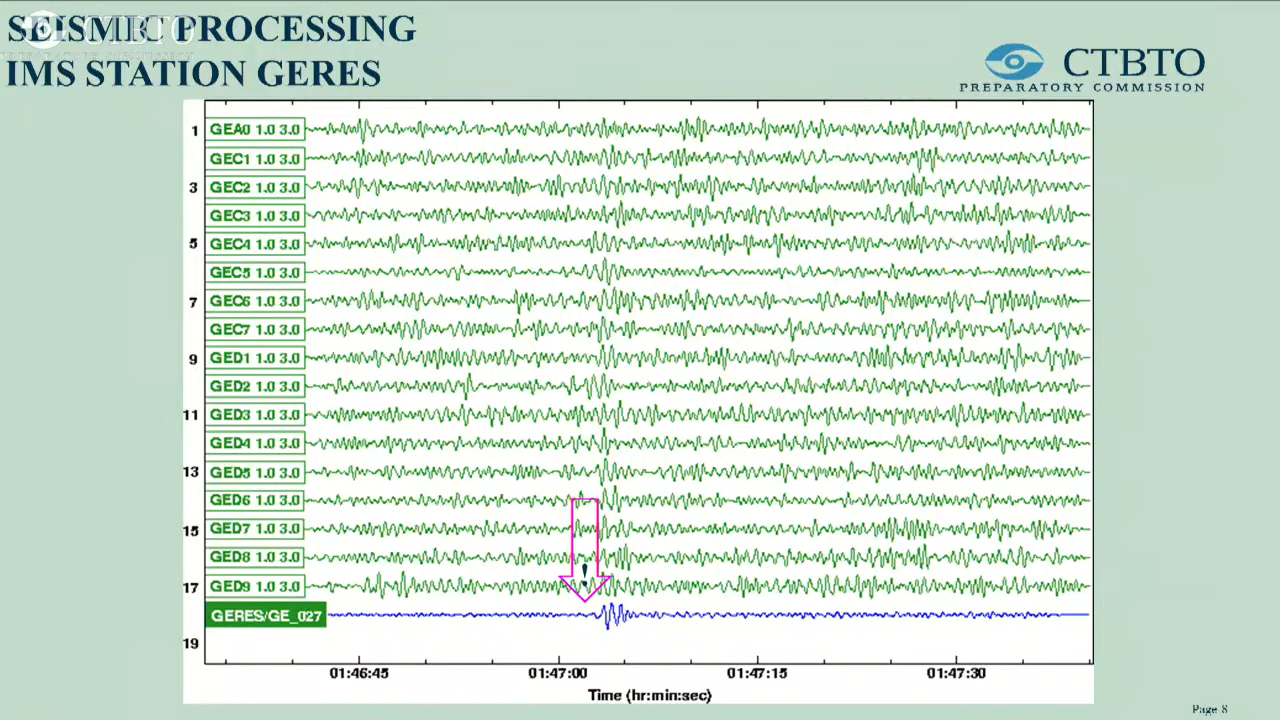 SEISMIC PROCESSING
IMS STATION GERES
CTBTO
PREPARATORY COMMISSION
CTBTO
PREPARATORY COMMISSION
1 GEA0 1.0 3.0
GEC1 1.0 3.0
3 GEC2 1.0 3.0
GEC3 1.0 3.0
5 GEC4 1.0 3.0
GEC5 1.0 3.0
7 GEC6 1.0 3.0
GEC7 1.0 3.0
9 GED1 1.0 3.0
GED2 1.0 3.0
11 GED3 1.0 3.0
GED4 1.0 3.0
13 GED5 1.0 3.0
GED6 1.0 3.0
15 GED7 1.0 3.0
GED8 1.0 3.0
!
17 GED9 1.0 3.0
GERES/GE_027
19
01:46:45 01:47:00 01:47:15 01:47:30
Time (hr:min:sec)
Page 8